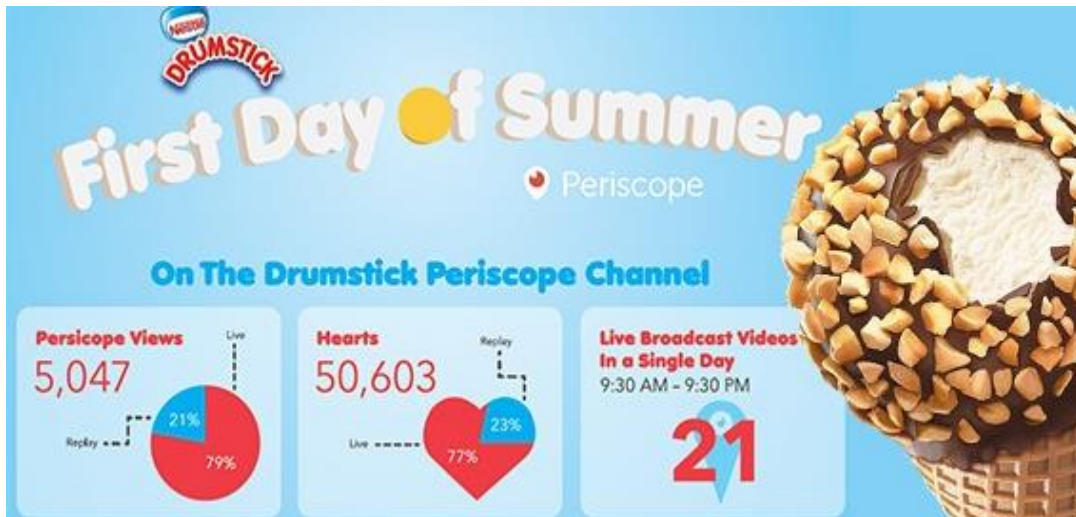 Nestlé
DRUMSTICK
First Day of Summer
Periscope
On The Drumstick Periscope Channel
Persicope Views
5,047
Live
Replay
21%
79%
Hearts
50,603
Replay
Live
23%
77%
Live Broadcast Videos
In a Single Day
9:30 AM - 9:30 PM
21